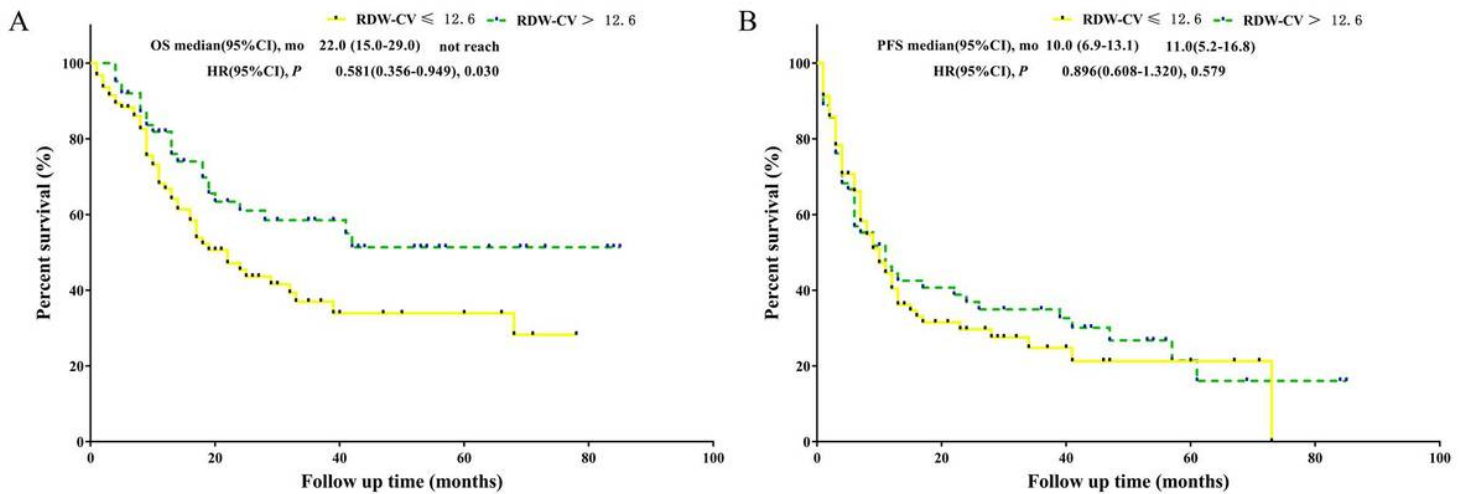 A
RDW-CV ≤ 12.6 RDW-CV > 12.6
OS median(95%CI), mo 22.0 (15.0-29.0) not reach
HR(95%CI), P 0.581(0.356-0.949), 0.030
Percent survival (%)
100
80
60
40
20
0
0 20 40 60 80 100
Follow up time (months)
B
RDW-CV ≤ 12.6 RDW-CV > 12.6
PFS median(95%CI), mo 10.0 (6.9-13.1) 11.0(5.2-16.8)
HR(95%CI), P 0.896(0.608-1.320), 0.579
Percent survival (%)
100
80
60
40
20
0
0 20 40 60 80 100
Follow up time (months)